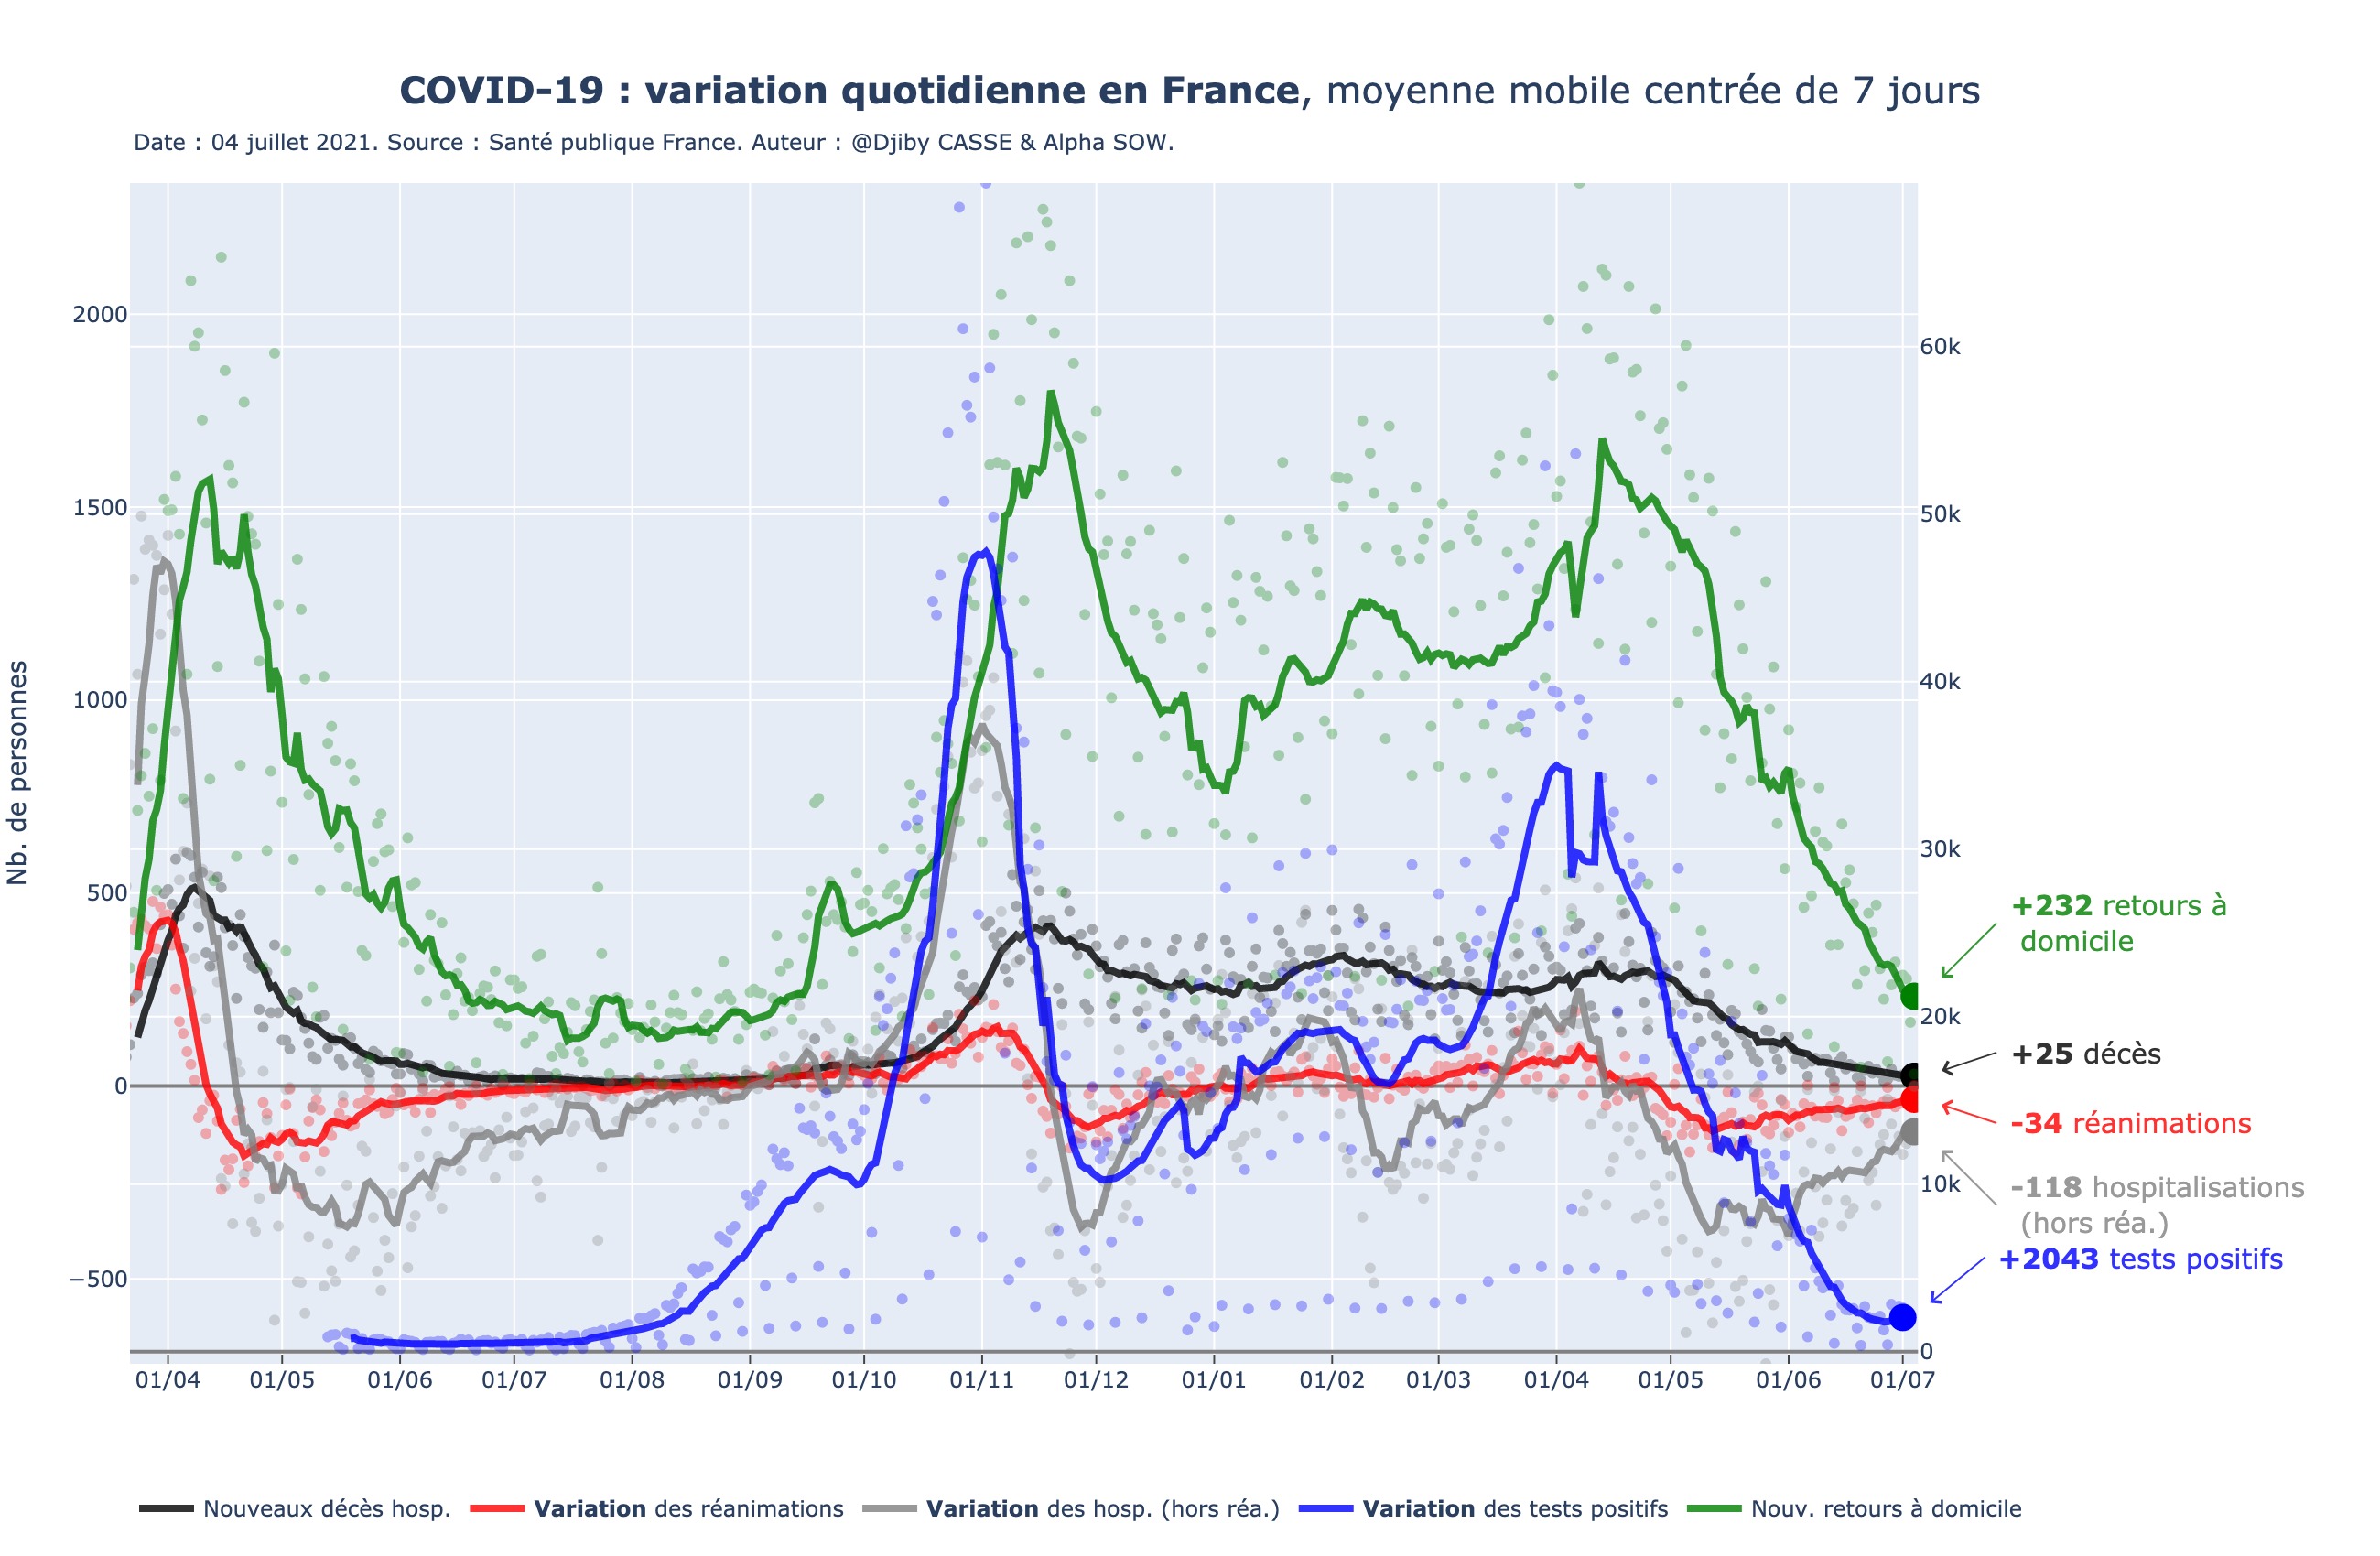 COVID-19 : variation quotidienne en France, moyenne mobile centrée de 7 jours
Date : 04 juillet 2021. Source : Santé publique France. Auteur : @Djiby CASSE & Alpha SOW.
Nb. de personnes
2000
1500
1000
500
0
−500
60k
50k
40k
30k
20k
10k
0
+232 retours à
domicile
+25 décès
-34 réanimations
-118 hospitalisations
(hors réa.)
+2043 tests positifs
01/04 01/05 01/06 01/07 01/08 01/09 01/10 01/11 01/12 01/01 01/02 01/03 01/04 01/05 01/06 01/07
Nouveaux décès hosp. Variation des réanimations Variation des hosp. (hors réa.) Variation des tests positifs Nouv. retours à domicile